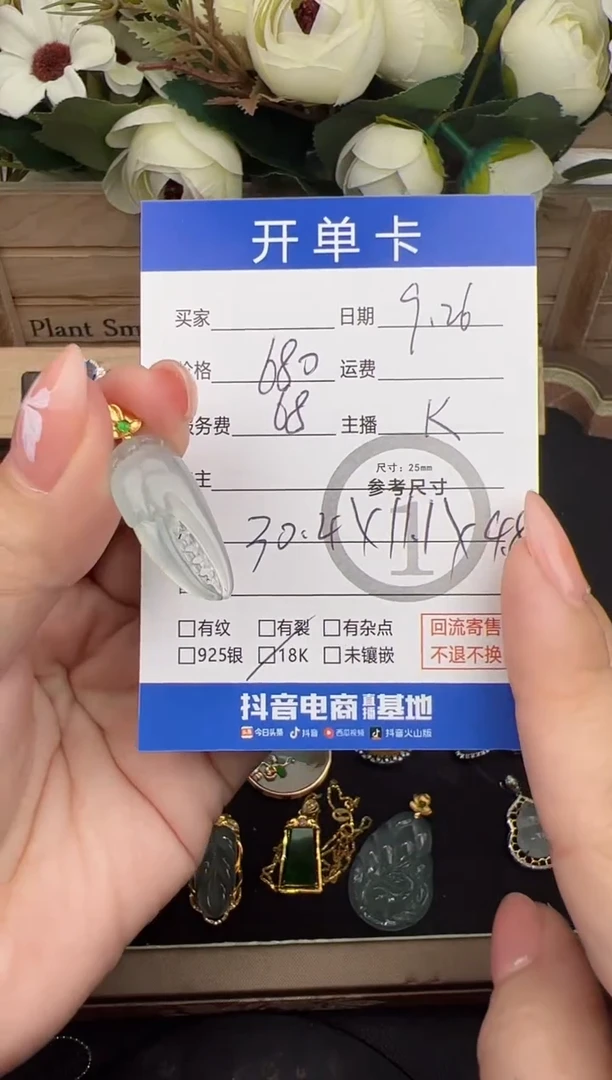 开单卡
Plant Sm
买家 日期 9.26
价格 680 运费
服务费 68 主播 K
主
尺寸：25mm
参考尺寸
30.4X11.1X4.8
1
□有纹 □有裂 □有杂点
□925银 □18K □未镶嵌
回流寄售
不退不换
抖音电商直播基地
今日头条 抖音 西瓜视频 抖音火山版